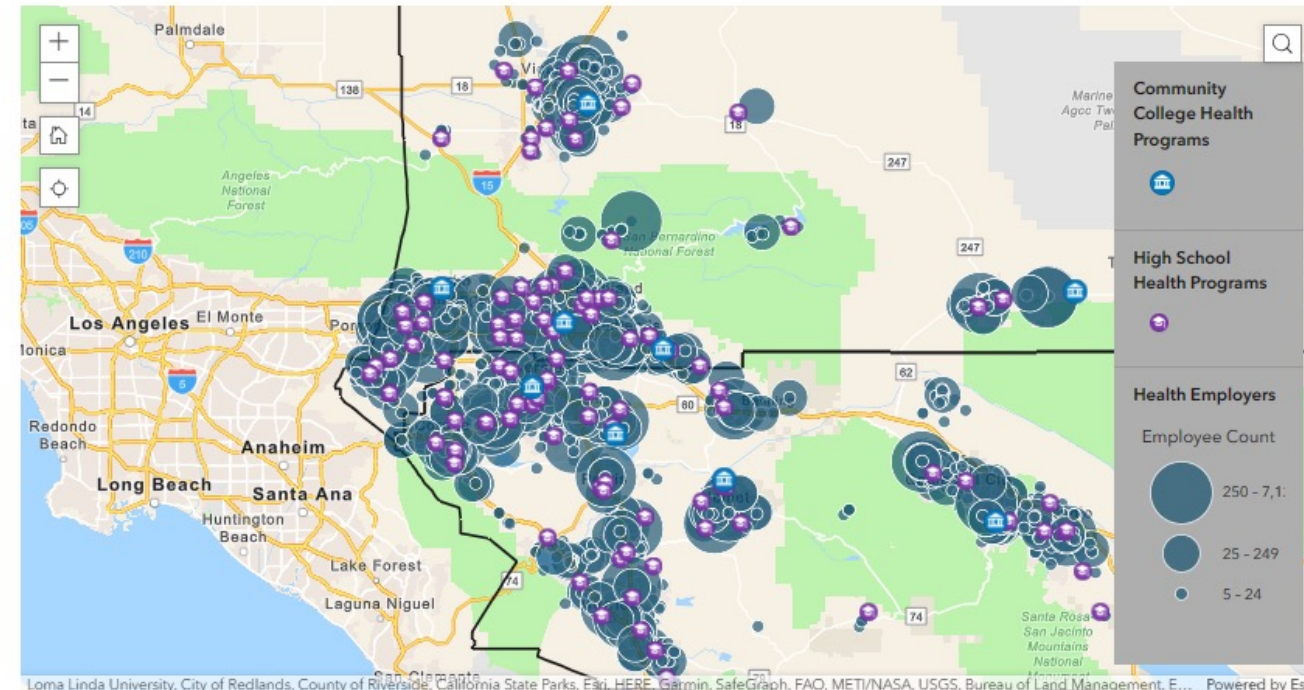 Palmdale
+
−
138
18
14
ta
Angeles
National
Forest
15
18
247
Marine
Agcc Tw
Pal
Community
College Health
Programs
05
210
San Bernardino
National Forest
247
T
High School
Health Programs
Los Angeles
El Monte
Monica
5
62
60
Health Employers
Redondo
Beach
Anaheim
Employee Count
Long Beach
Santa Ana
250 - 7,1
Huntington
Beach
25 - 249
Lake Forest
74
5 - 24
Laguna Niguel
74
Santa Rosa
San Jacinto
Mountains
National
San Clemente
Loma Linda University, City of Redlands, County of Riverside, California State Parks, Esri, HERE, Garmin, SafeGraph, FAO, METI/NASA, USGS, Bureau of Land Management, E... Powered by Es